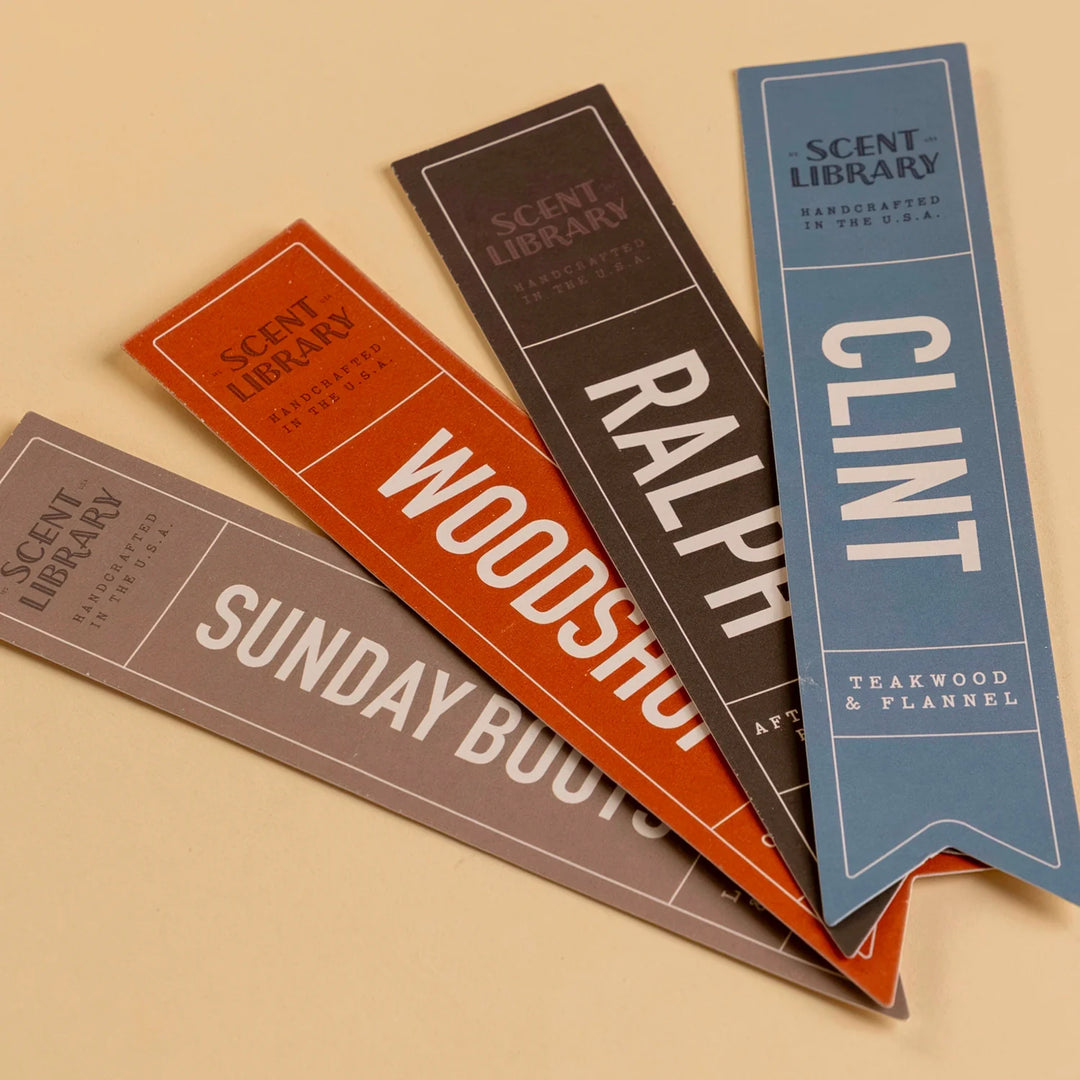 SCENT
LIBRARY
HANDCRAFTED
IN THE U.S.A.
SUNDAY BOOTS
SCENT
LIBRARY
HANDCRAFTED
IN THE U.S.A.
WOODSHOP
SCENT
LIBRARY
HANDCRAFTED
IN THE U.S.A.
RALPH
SCENT
LIBRARY
HANDCRAFTED
IN THE U.S.A.
CLINT
TEAKWOOD
& FLANNEL